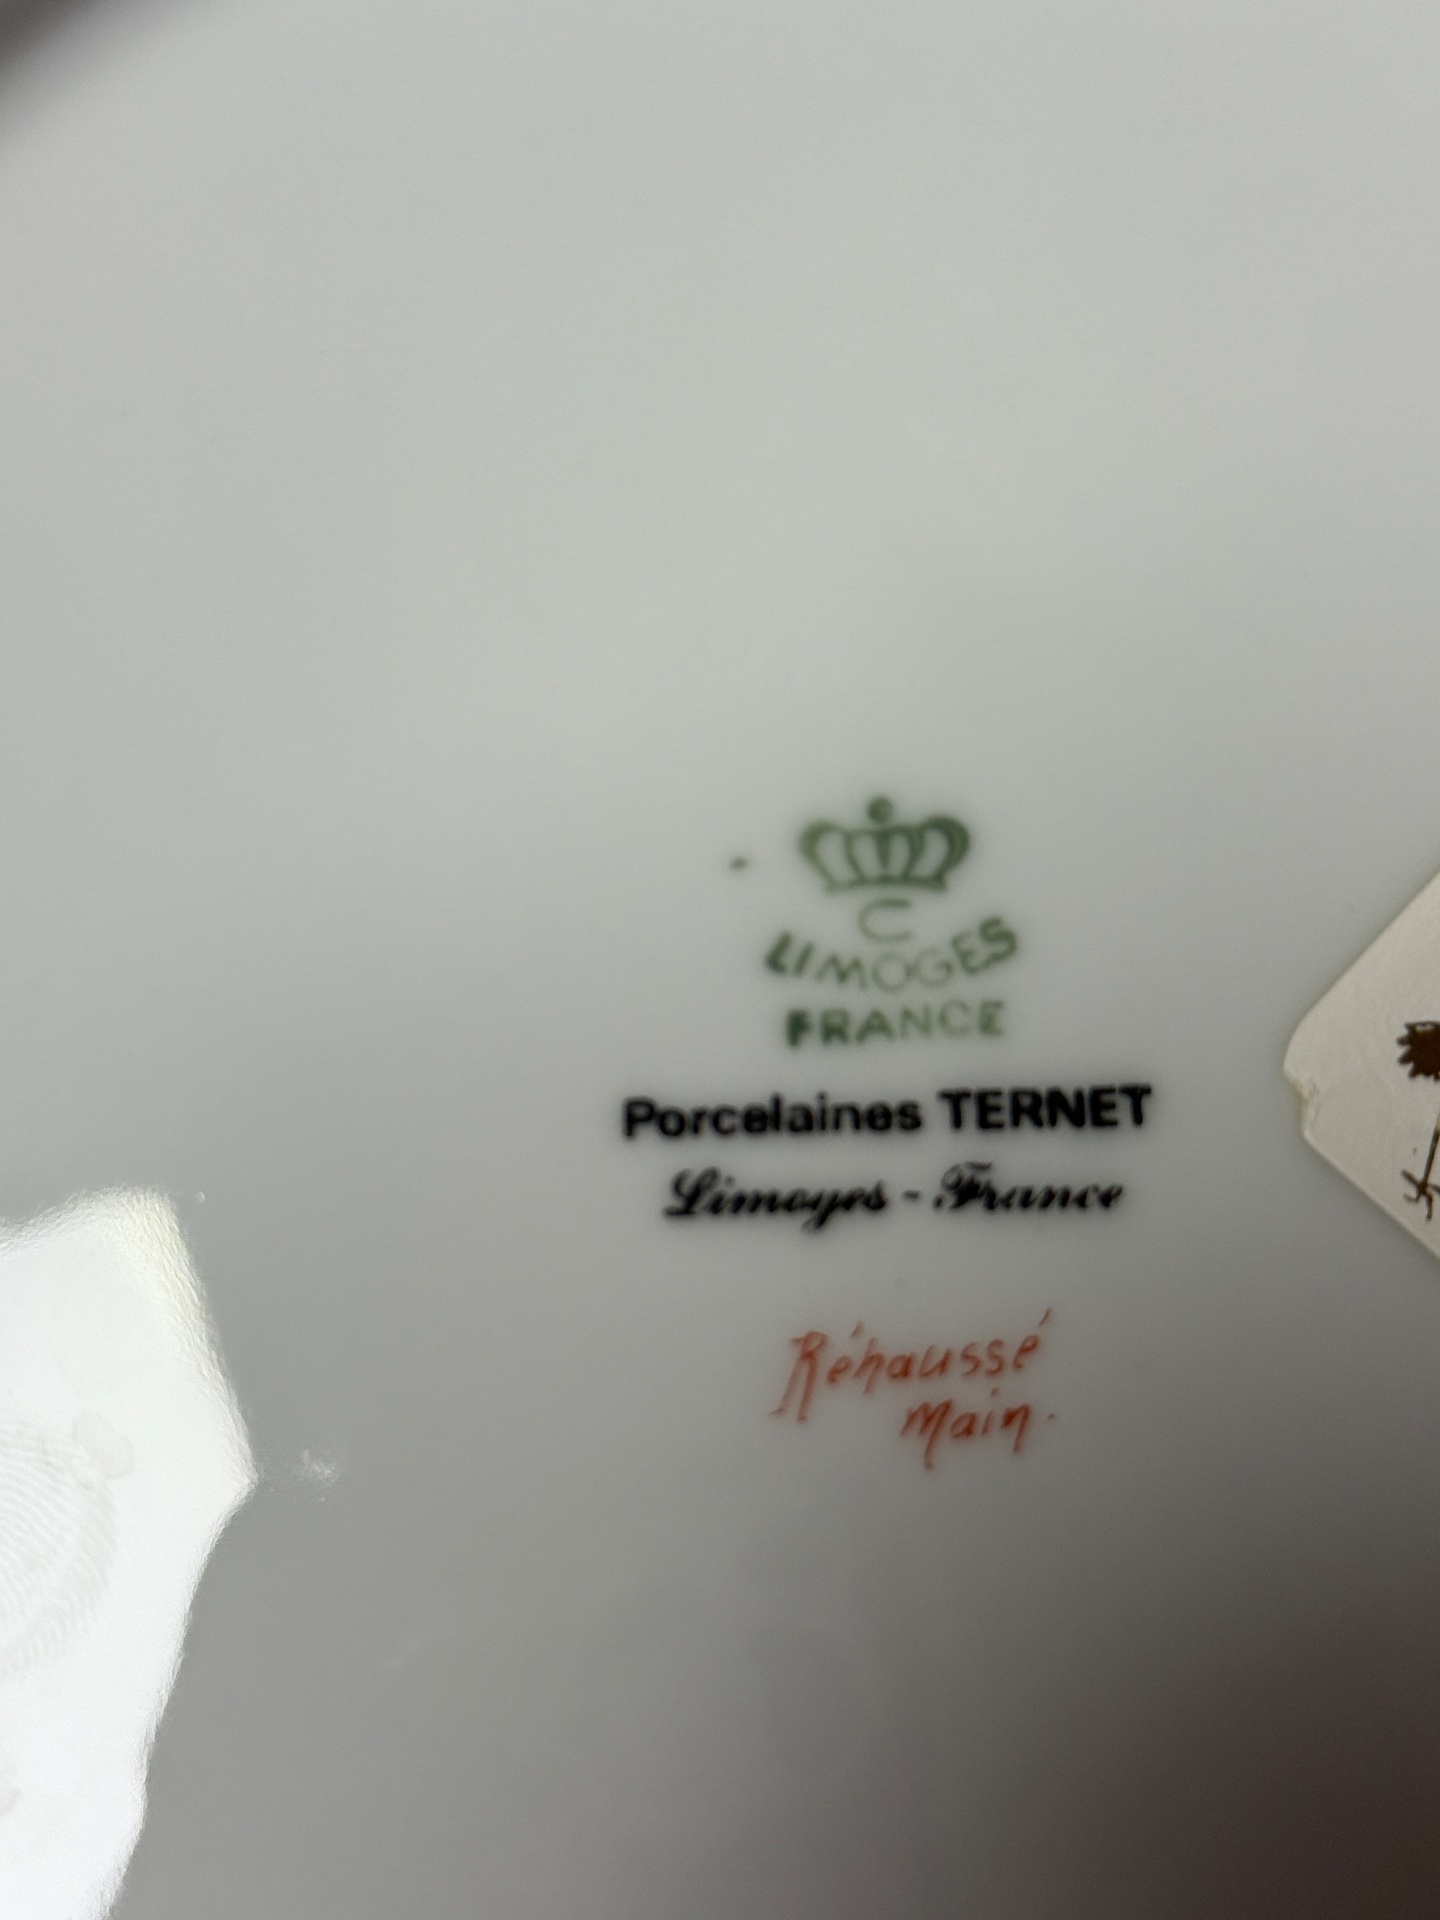 C
LIMOGES
FRANCE
Porcelaines TERNET
Limoges - France
Réhaussé
Main.